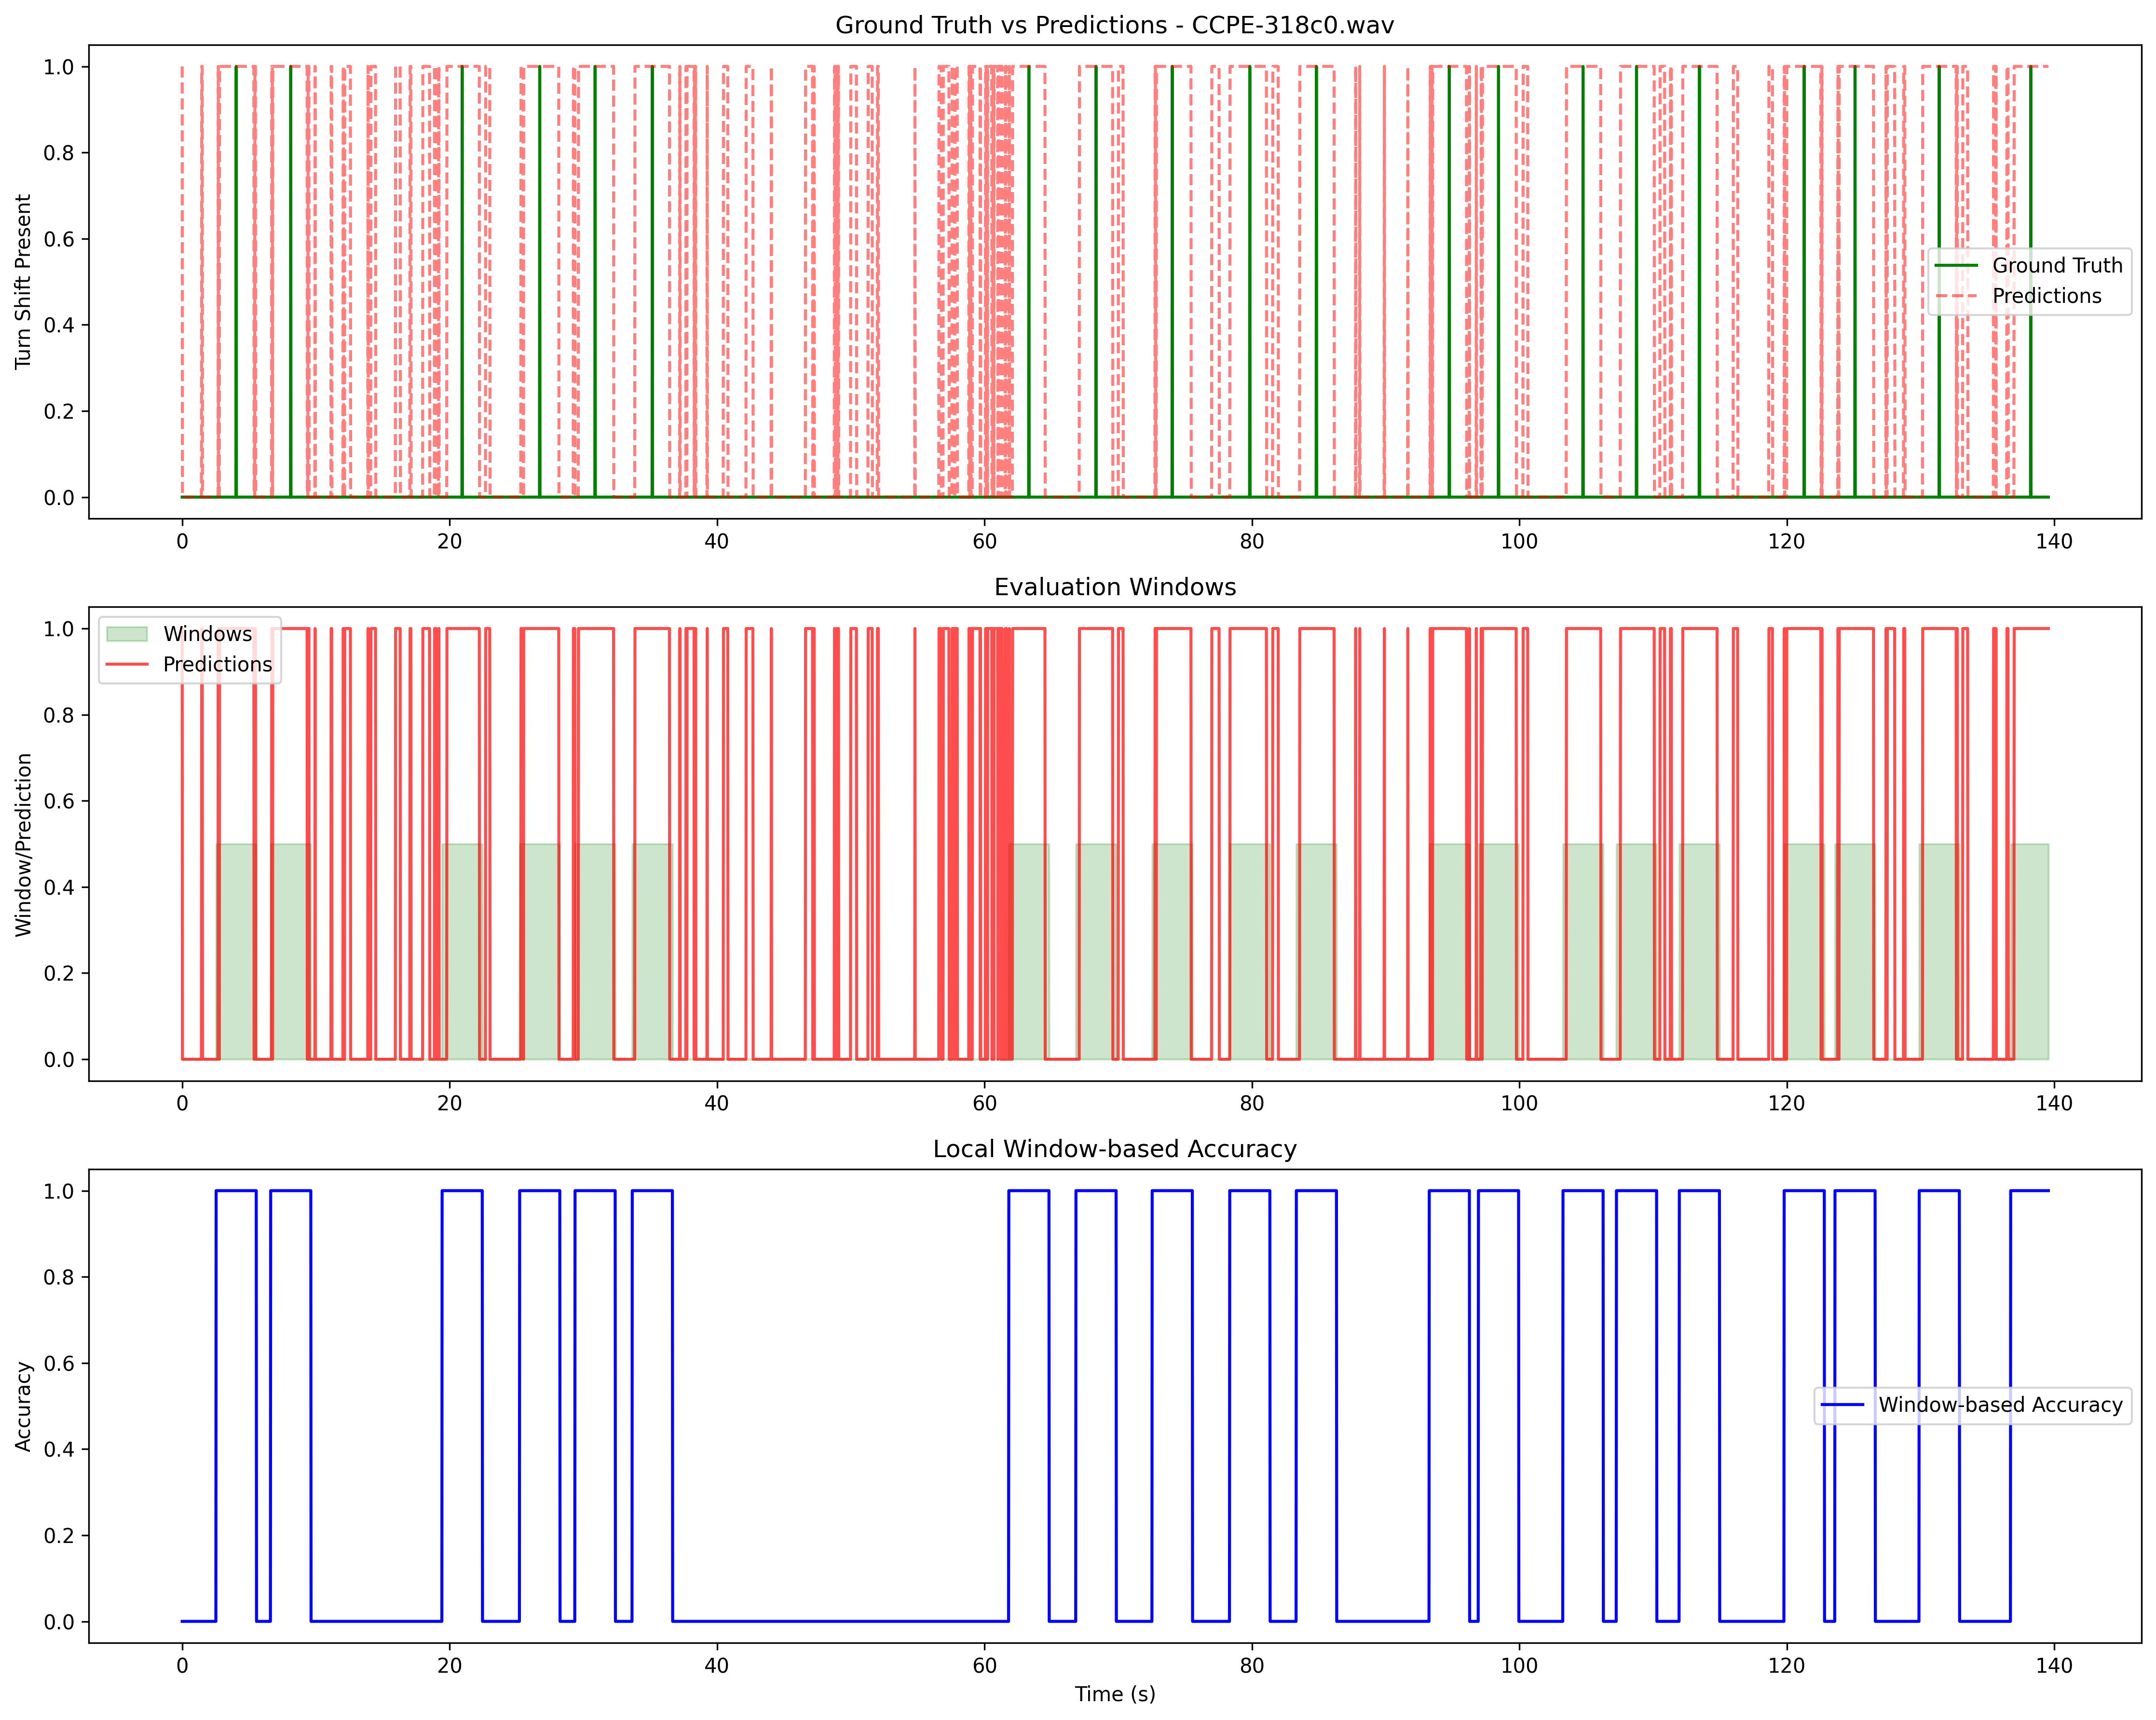 Ground Truth vs Predictions - CCPE-318c0.wav
Turn Shift Present
1.0
0.8
0.6
0.4
0.2
0.0
Ground Truth
Predictions
0 20 40 60 80 100 120 140
Evaluation Windows
Window/Prediction
1.0
0.8
0.6
0.4
0.2
0.0
Windows
Predictions
0 20 40 60 80 100 120 140
Local Window-based Accuracy
Accuracy
1.0
0.8
0.6
0.4
0.2
0.0
Window-based Accuracy
0 20 40 60 80 100 120 140
Time (s)